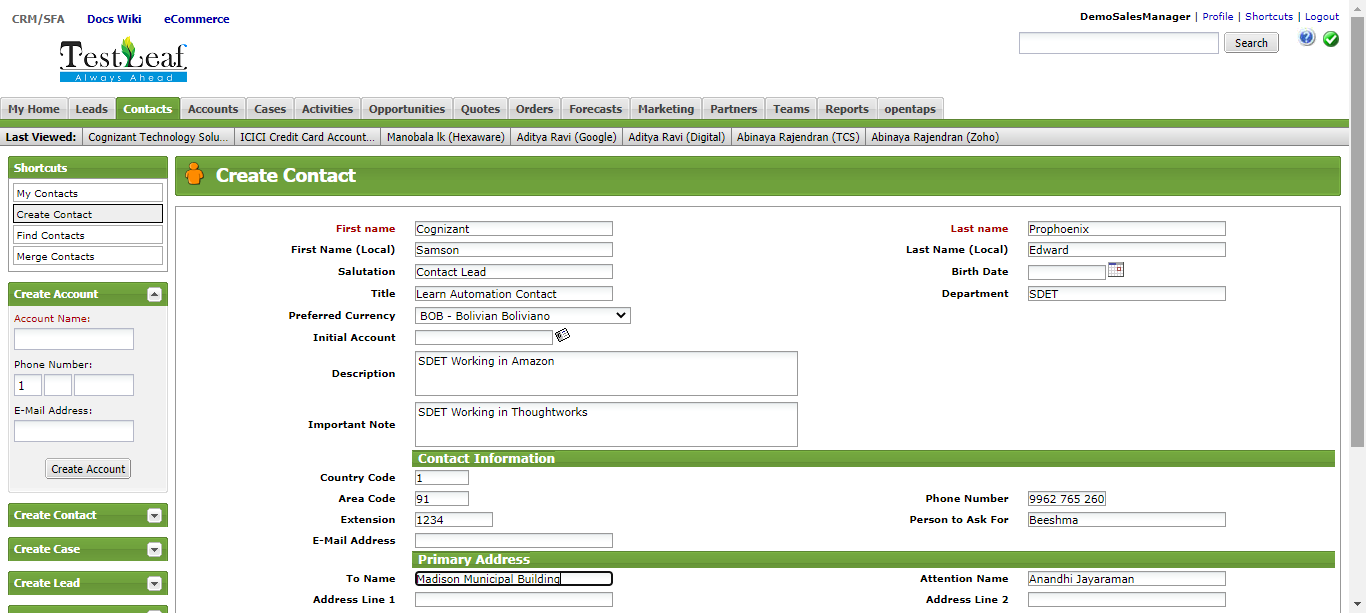 CRM/SFA Docs Wiki eCommerce
DemoSalesManager | Profile | Shortcuts | Logout
TestLeaf
Always Ahead
Search
My Home Leads Contacts Accounts Cases Activities Opportunities Quotes Orders Forecasts Marketing Partners Teams Reports opentaps
Last Viewed: Cognizant Technology Solu... ICICI Credit Card Account... Manobala lk (Hexaware) Aditya Ravi (Google) Aditya Ravi (Digital) Abinaya Rajendran (TCS) Abinaya Rajendran (Zoho)
Shortcuts
My Contacts
Create Contact
Find Contacts
Merge Contacts
Create Account
Account Name:
Phone Number:
1
E-Mail Address:
Create Account
Create Contact
Create Case
Create Lead
Create Contact
First name Cognizant Last name Prophoenix
First Name (Local) Samson Last Name (Local) Edward
Salutation Contact Lead Birth Date
Title Learn Automation Contact Department SDET
Preferred Currency BOB - Bolivian Boliviano
Initial Account
Description SDET Working in Amazon
Important Note SDET Working in Thoughtworks
Contact Information
Country Code 1
Area Code 91 Phone Number 9962 765 260
Extension 1234 Person to Ask For Beeshma
E-Mail Address
Primary Address
To Name Madison Municipal Building Attention Name Anandhi Jayaraman
Address Line 1 Address Line 2